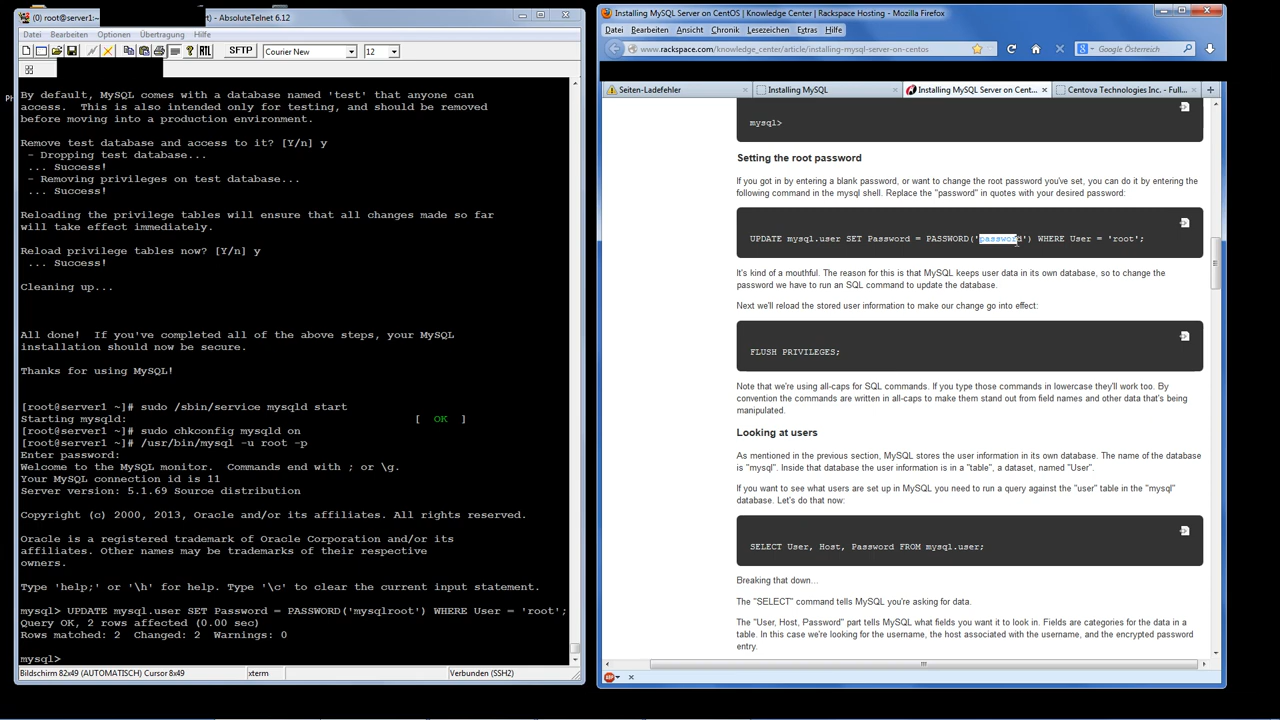 (:) root@server1:~
:) - AbsoluteTelnet 6.12
Datei Bearbeiten Optionen Übertragung Hilfe
SFTP Courier New 12
By default, MySQL comes with a database named 'test' that anyone can
access. This is also intended only for testing, and should be removed
before moving into a production environment.
Remove test database and access to it? [Y/n] y
- Dropping test database...
... Success!
- Removing privileges on test database...
... Success!
Reloading the privilege tables will ensure that all changes made so far
will take effect immediately.
Reload privilege tables now? [Y/n] y
... Success!
Cleaning up...
All done! If you've completed all of the above steps, your MySQL
installation should now be secure.
Thanks for using MySQL!
[root@server1 ~]# sudo /sbin/service mysqld start
Starting mysqld: [ OK ]
[root@server1 ~]# sudo chkconfig mysqld on
[root@server1 ~]# /usr/bin/mysql -u root -p
Enter password:
Welcome to the MySQL monitor. Commands end with ; or \g.
Your MySQL connection id is 11
Server version: 5.1.69 Source distribution
Copyright (c) 2000, 2013, Oracle and/or its affiliates. All rights reserved.
Oracle is a registered trademark of Oracle Corporation and/or its
affiliates. Other names may be trademarks of their respective
owners.
Type 'help;' or '\h' for help. Type '\c' to clear the current input statement.
mysql> UPDATE mysql.user SET Password = PASSWORD('mysqlroot') WHERE User = 'root';
Query OK, 2 rows affected (0.00 sec)
Rows matched: 2 Changed: 2 Warnings: 0
mysql>
Bildschirm 82x49 (AUTOMATISCH) Cursor 8x49 xterm Verbunden (SSH2)
Installing MySQL Server on CentOS | Knowledge Center | Rackspace Hosting - Mozilla Firefox
Datei Bearbeiten Ansicht Chronik Lesezeichen Extras Hilfe
www.rackspace.com/knowledge_center/article/installing-mysql-server-on-centos
Google Österreich
Seiten-Ladefehler
Installing MySQL
Installing MySQL Server on Cent...
Centova Technologies Inc. - Full...
mysql>
Setting the root password
If you got in by entering a blank password, or want to change the root password you've set, you can do it by entering the
following command in the mysql shell. Replace the "password" in quotes with your desired password:
UPDATE mysql.user SET Password = PASSWORD('password') WHERE User = 'root';
It's kind of a mouthful. The reason for this is that MySQL keeps user data in its own database, so to change the
password we have to run an SQL command to update the database.
Next we'll reload the stored user information to make our change go into effect:
FLUSH PRIVILEGES;
Note that we're using all-caps for SQL commands. If you type those commands in lowercase they'll work too. By
convention the commands are written in all-caps to make them stand out from field names and other data that's being
manipulated.
Looking at users
As mentioned in the previous section, MySQL stores the user information in its own database. The name of the database
is "mysql". Inside that database the user information is in a "table", a dataset, named "User".
If you want to see what users are set up in MySQL you need to run a query against the "user" table in the "mysql"
database. Let's do that now:
SELECT User, Host, Password FROM mysql.user;
Breaking that down...
The "SELECT" command tells MySQL you're asking for data.
The "User, Host, Password" part tells MySQL what fields you want it to look in. Fields are categories for the data in a
table. In this case we're looking for the username, the host associated with the username, and the encrypted password
entry.